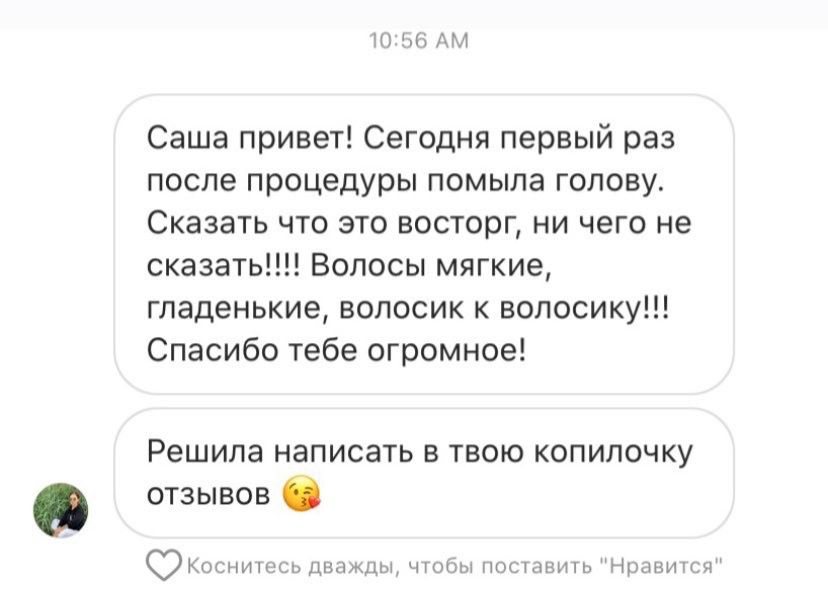 10:56 AM
Саша привет! Сегодня первый раз
после процедуры помыла голову.
Сказать что это восторг, ни чего не
сказать!!!! Волосы мягкие,
гладенькие, волосик к волосику!!!
Спасибо тебе огромное!
Решила написать в твою копилочку
отзывов 😘
Коснитесь дважды, чтобы поставить "Нравится"